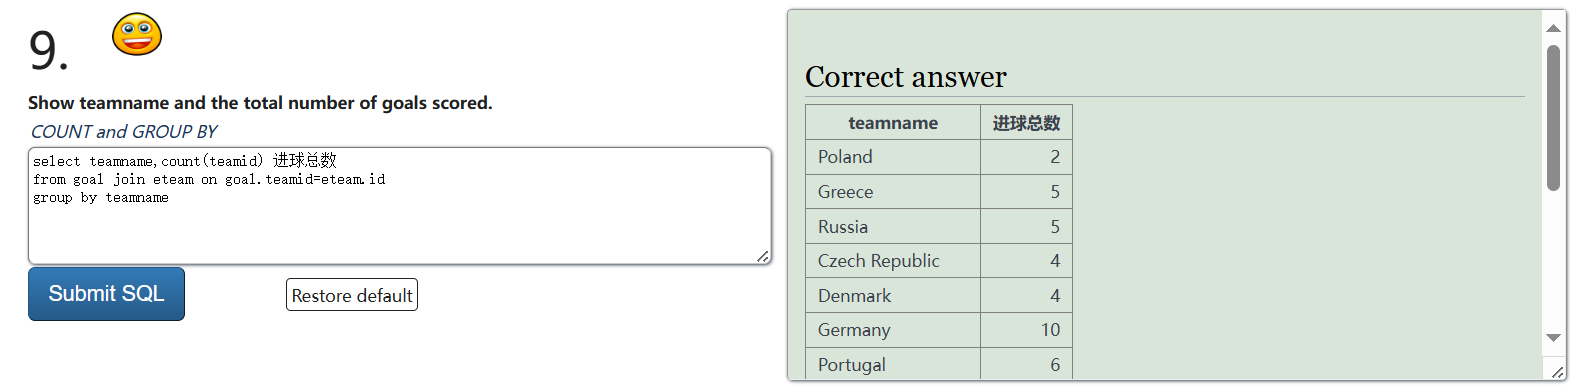 9.
Show teamname and the total number of goals scored.
COUNT and GROUP BY
select teamname,count(teamid) 进球总数
from goal join eteam on goal.teamid=eteam.id
group by teamname
Submit SQL
Restore default
Correct answer
teamname 进球总数
Poland 2
Greece 5
Russia 5
Czech Republic 4
Denmark 4
Germany 10
Portugal 6